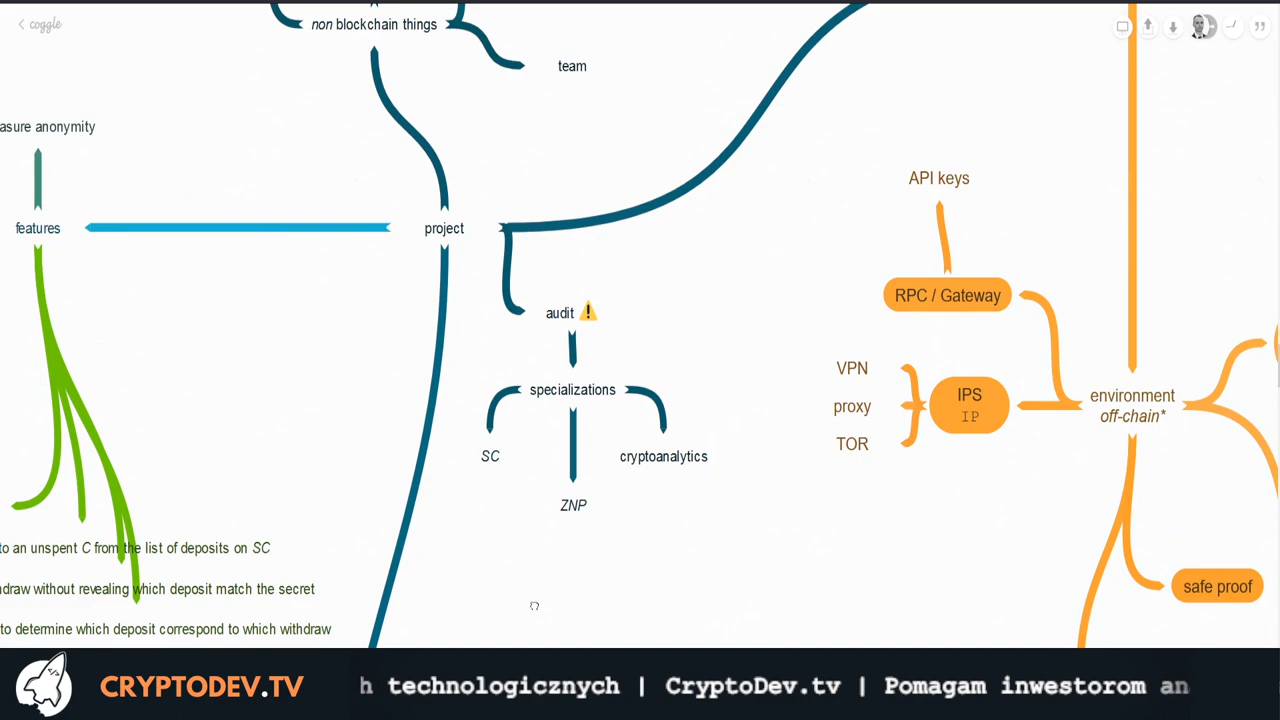 coggle
non blockchain things
team
asure anonymity
API keys
features
project
RPC / Gateway
audit
VPN
specializations
IPS
IP
environment
off-chain*
proxy
TOR
SC
cryptoanalytics
ZNP
to an unspent C from the list of deposits on SC
hdraw without revealing which deposit match the secret
safe proof
to determine which deposit correspond to which withdraw
CRYPTODEV.TV
h technologicznych | CryptoDev.tv | Pomagam inwestorom an